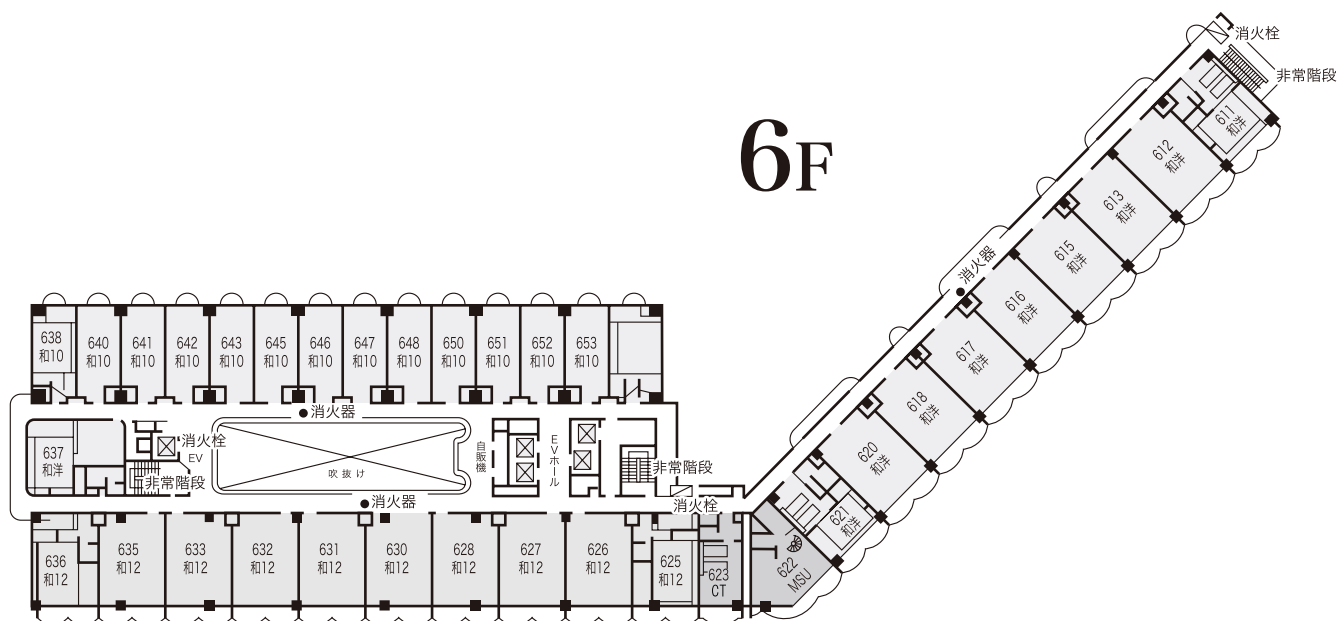 6F
消火栓
非常階段
611
和洋
612
和洋
613
和洋
615
和洋
616
和洋
617
和洋
618
和洋
620
和洋
621
和洋
622
MSU
消火器
638
和10
640
和10
641
和10
642
和10
643
和10
645
和10
646
和10
647
和10
648
和10
650
和10
651
和10
652
和10
653
和10
消火器
637
和洋
消火栓
EV
非常階段
吹抜け
自販機
EVホール
非常階段
消火栓
消火器
636
和12
635
和12
633
和12
632
和12
631
和12
630
和12
628
和12
627
和12
626
和12
625
和12
623
CT